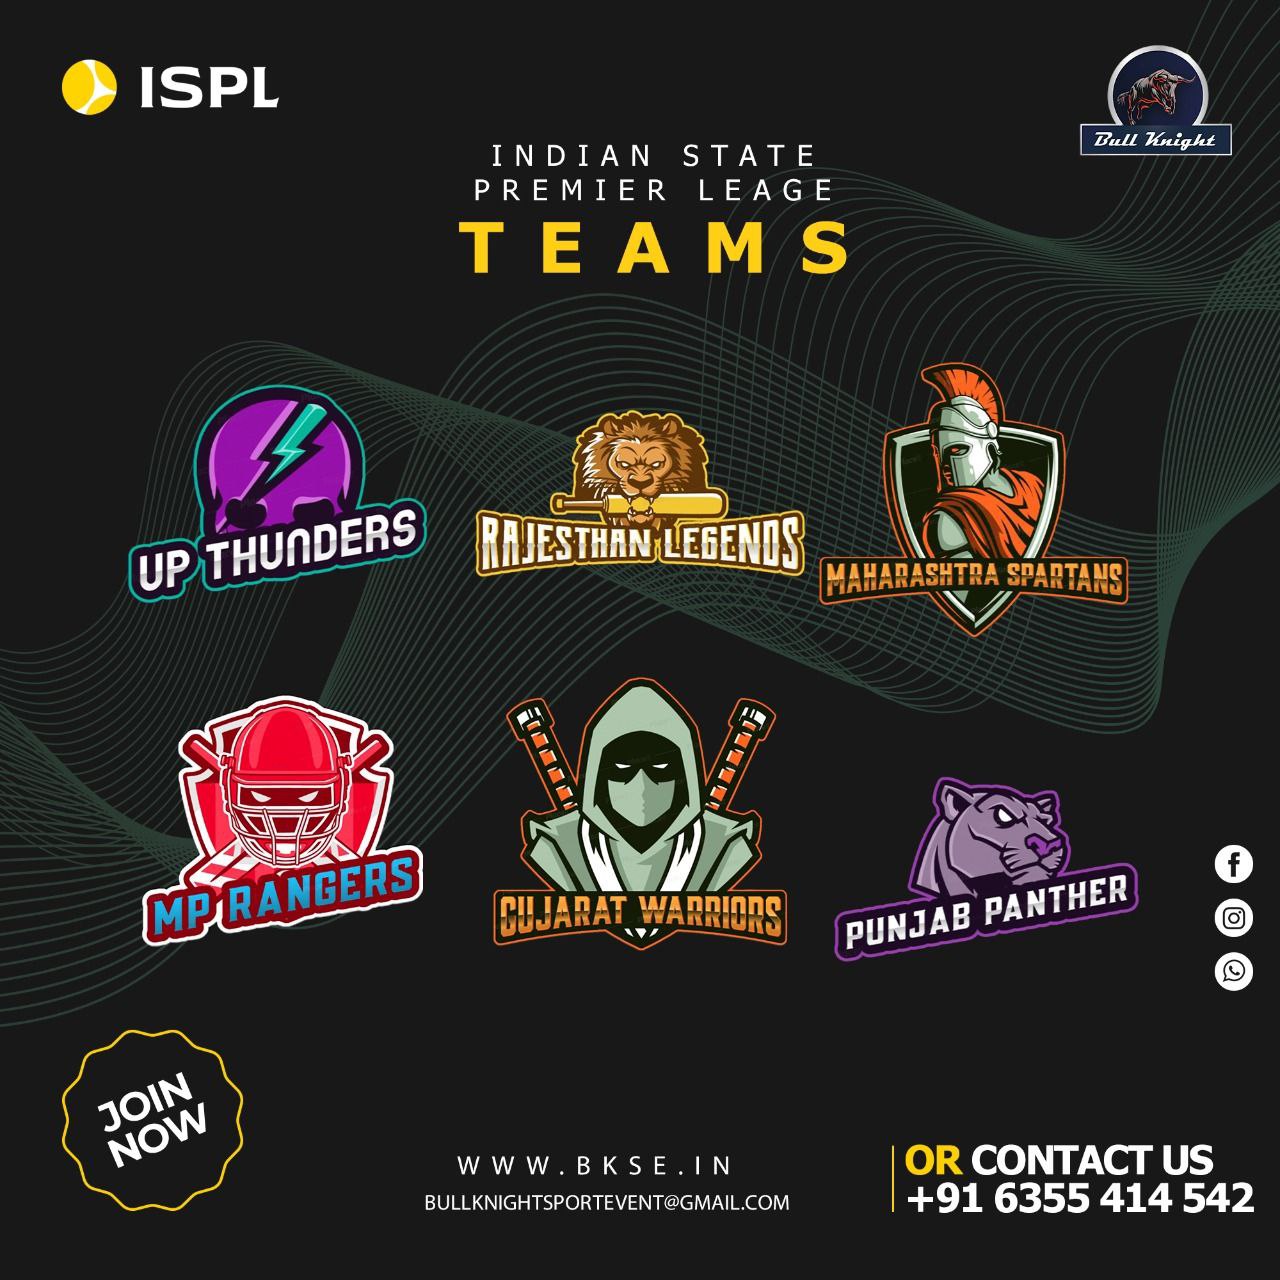 ISPL
Bull Knight
INDIAN STATE
PREMIER LEAGE
TEAMS
UP THUNDERS
RAJESTHAN LEGENDS
MAHARASHTRA SPARTANS
MP RANGERS
GUJARAT WARRIORS
PUNJAB PANTHER
JOIN
NOW
WWW.BKSE.IN
BULLKNIGHTSPORTEVENT@GMAIL.COM
OR CONTACT US
+91 6355 414 542